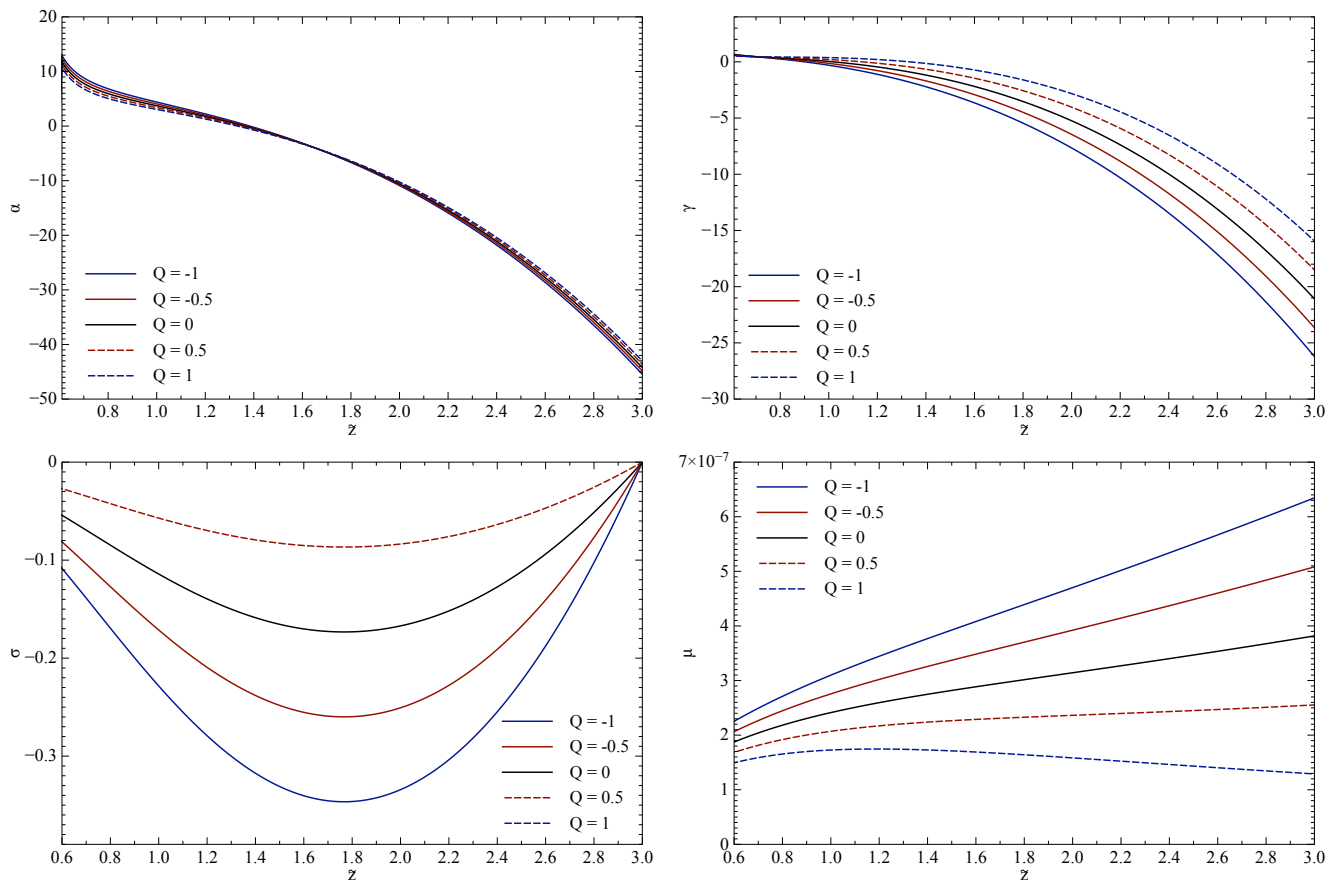 20
10
0
−10
−20
−30
−40
−50
α
Q = -1
Q = -0.5
Q = 0
Q = 0.5
Q = 1
0.8 1.0 1.2 1.4 1.6 1.8 2.0 2.2 2.4 2.6 2.8 3.0
z̃
0
−5
−10
−15
−20
−25
−30
γ
Q = -1
Q = -0.5
Q = 0
Q = 0.5
Q = 1
0.8 1.0 1.2 1.4 1.6 1.8 2.0 2.2 2.4 2.6 2.8 3.0
z̃
0
−0.1
−0.2
−0.3
σ
Q = -1
Q = -0.5
Q = 0
Q = 0.5
Q = 1
0.6 0.8 1.0 1.2 1.4 1.6 1.8 2.0 2.2 2.4 2.6 2.8 3.0
z̃
7×10⁻⁷
6
5
4
3
2
1
0
μ
Q = -1
Q = -0.5
Q = 0
Q = 0.5
Q = 1
0.6 0.8 1.0 1.2 1.4 1.6 1.8 2.0 2.2 2.4 2.6 2.8 3.0
z̃